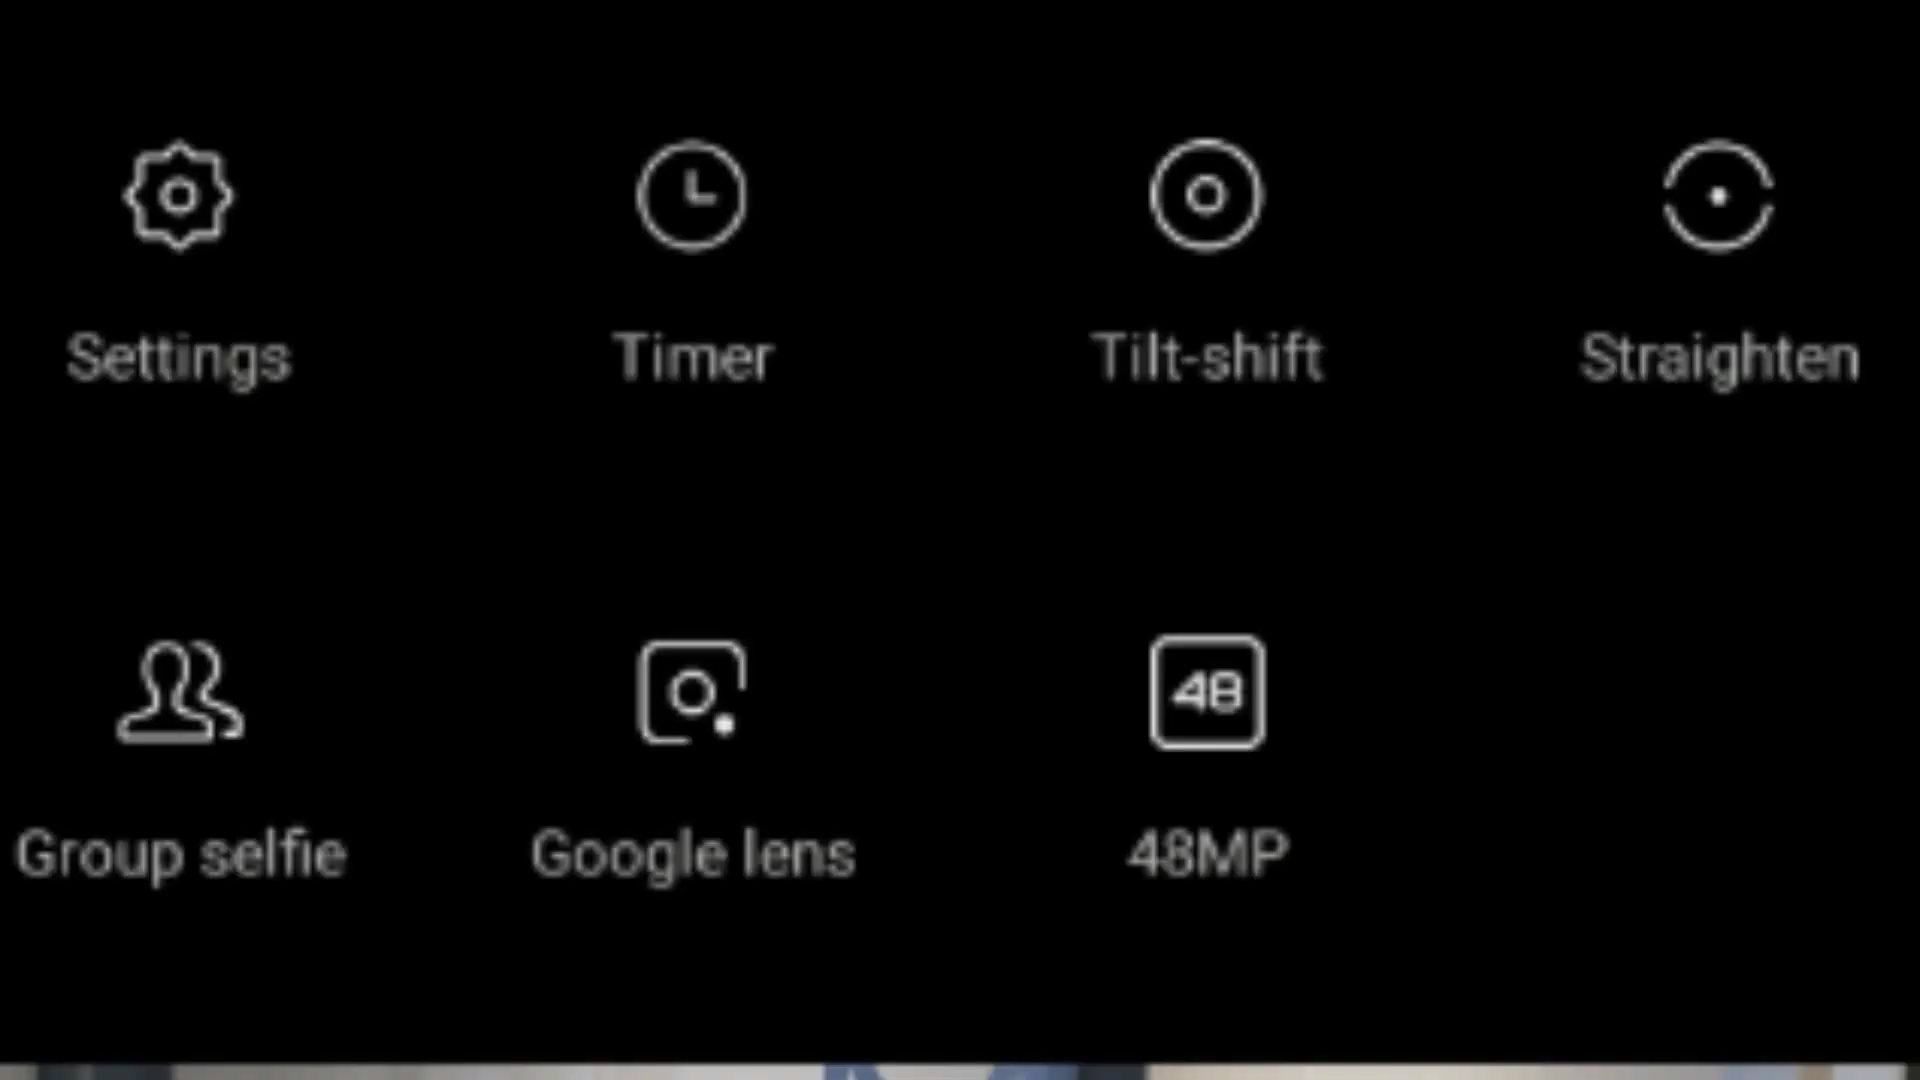 Settings
Timer
Tilt-shift
Straighten
Group selfie
Google lens
48
48MP